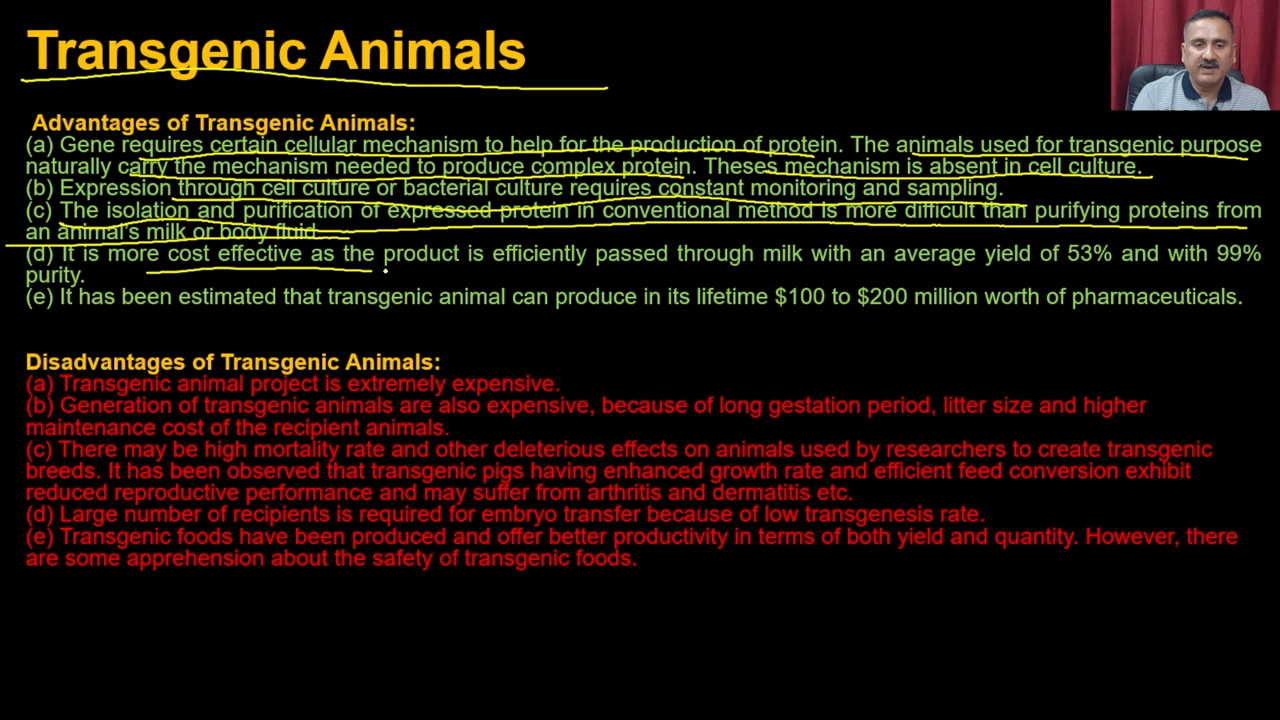 Transgenic Animals
Advantages of Transgenic Animals:
(a) Gene requires certain cellular mechanism to help for the production of protein. The animals used for transgenic purpose
naturally carry the mechanism needed to produce complex protein. Theses mechanism is absent in cell culture.
(b) Expression through cell culture or bacterial culture requires constant monitoring and sampling.
(c) The isolation and purification of expressed protein in conventional method is more difficult than purifying proteins from
an animal's milk or body fluid.
(d) It is more cost effective as the product is efficiently passed through milk with an average yield of 53% and with 99%
purity.
(e) It has been estimated that transgenic animal can produce in its lifetime $100 to $200 million worth of pharmaceuticals.
Disadvantages of Transgenic Animals:
(a) Transgenic animal project is extremely expensive.
(b) Generation of transgenic animals are also expensive, because of long gestation period, litter size and higher
maintenance cost of the recipient animals.
(c) There may be high mortality rate and other deleterious effects on animals used by researchers to create transgenic
breeds. It has been observed that transgenic pigs having enhanced growth rate and efficient feed conversion exhibit
reduced reproductive performance and may suffer from arthritis and dermatitis etc.
(d) Large number of recipients is required for embryo transfer because of low transgenesis rate.
(e) Transgenic foods have been produced and offer better productivity in terms of both yield and quantity. However, there
are some apprehension about the safety of transgenic foods.